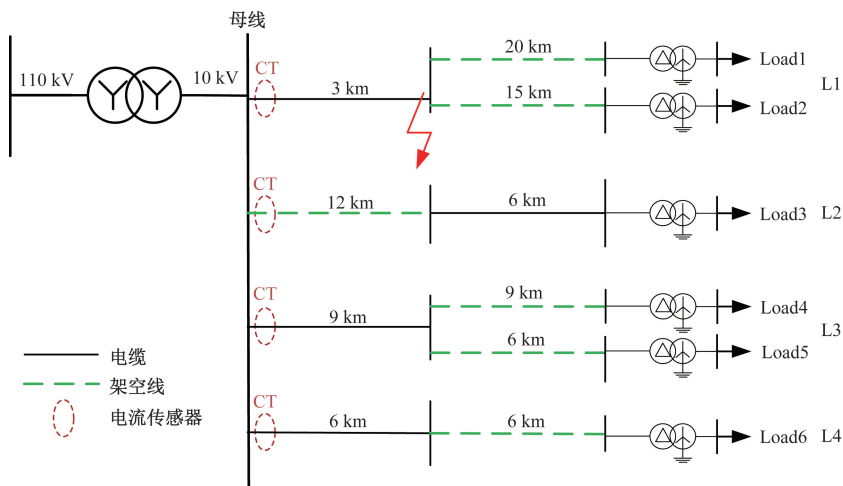 母线
110 kV
10 kV
CT
3 km
20 km
15 km
Load1
Load2
L1
CT
12 km
6 km
Load3
L2
CT
9 km
9 km
6 km
Load4
Load5
L3
CT
6 km
6 km
Load6
L4
电缆
架空线
电流传感器